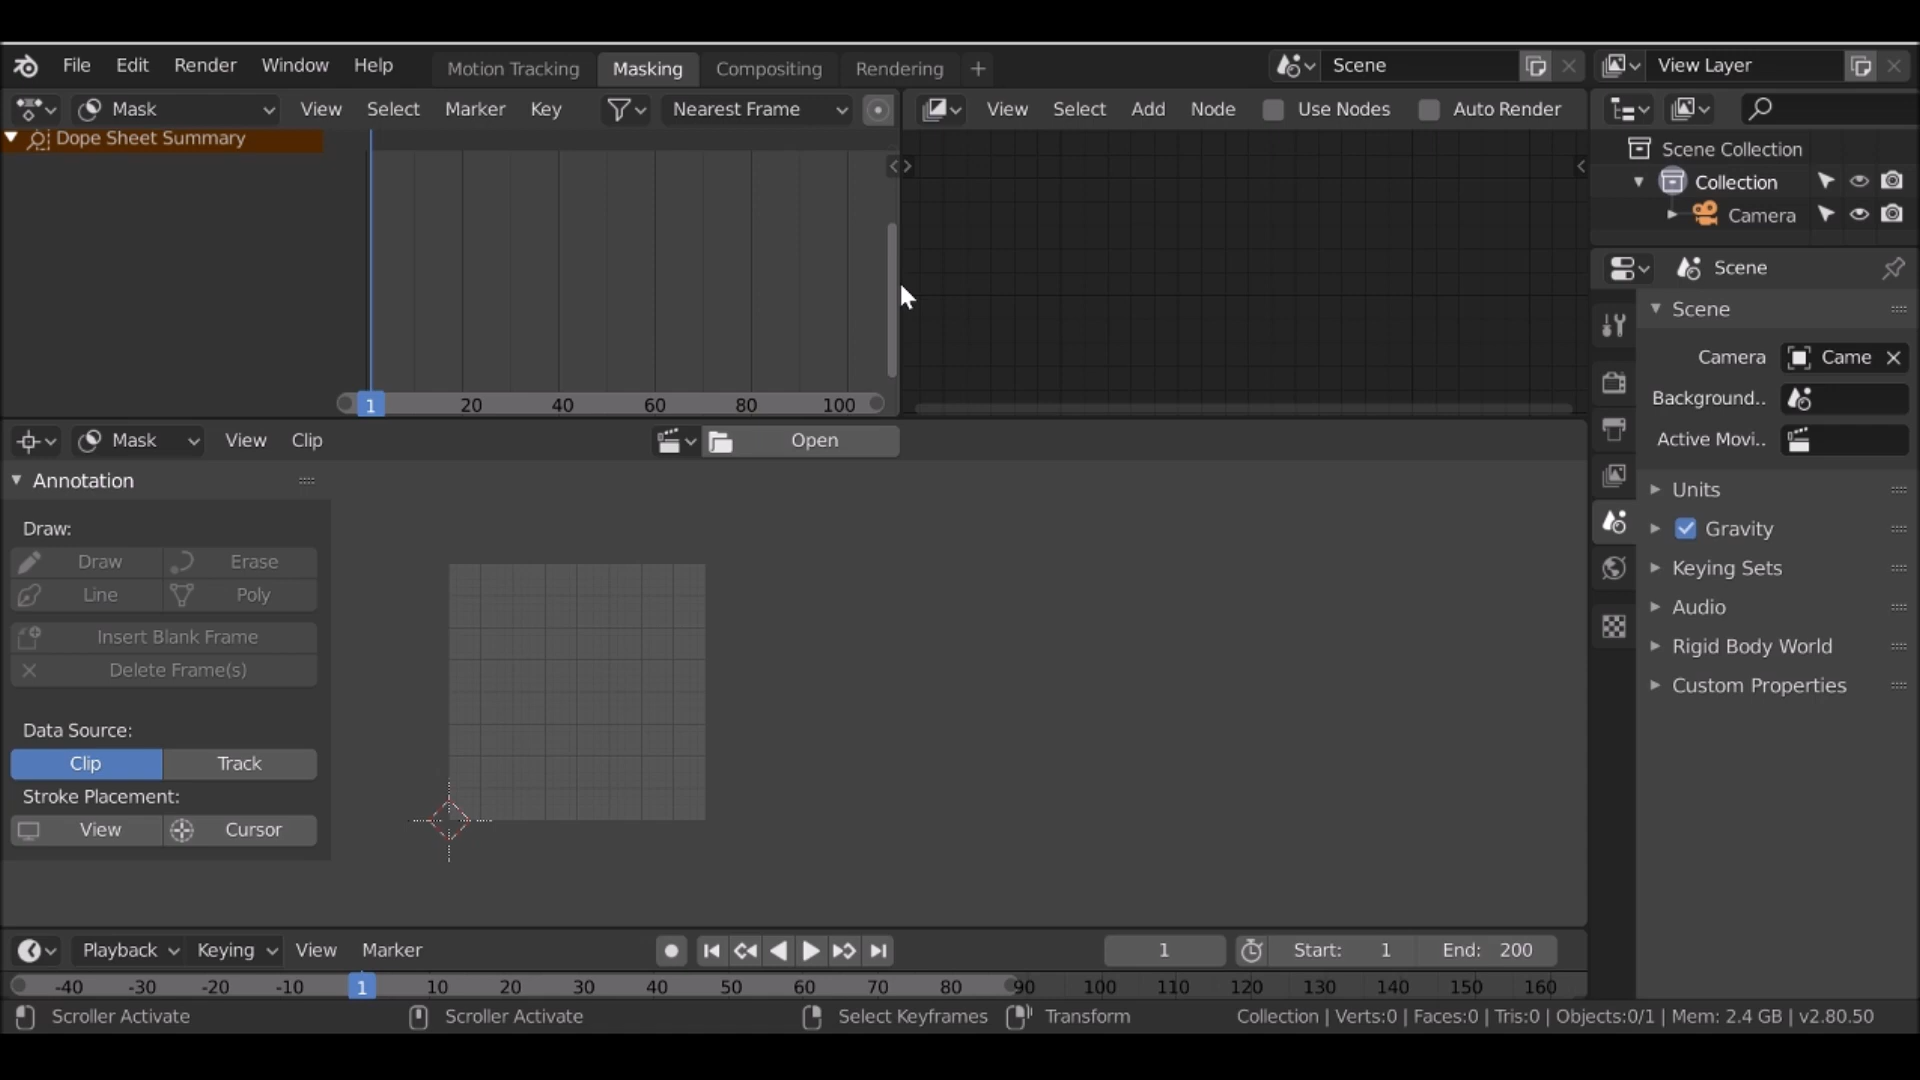 File Edit Render Window Help Motion Tracking Masking Compositing Rendering + Scene View Layer
Mask View Select Marker Key Nearest Frame View Select Add Node Use Nodes Auto Render
Dope Sheet Summary
1 20 40 60 80 100
Scene Collection
Collection
Camera
Scene
Scene
Camera Came
Background..
Active Movi..
Units
Gravity
Keying Sets
Audio
Rigid Body World
Custom Properties
Mask View Clip Open
Annotation
Draw:
Draw Erase
Line Poly
Insert Blank Frame
Delete Frame(s)
Data Source:
Clip Track
Stroke Placement:
View Cursor
Playback Keying View Marker 1 Start: 1 End: 200
-40 -30 -20 -10 1 10 20 30 40 50 60 70 80 90 100 110 120 130 140 150 160
Scroller Activate Scroller Activate Select Keyframes Transform Collection | Verts:0 | Faces:0 | Tris:0 | Objects:0/1 | Mem: 2.4 GB | v2.80.50